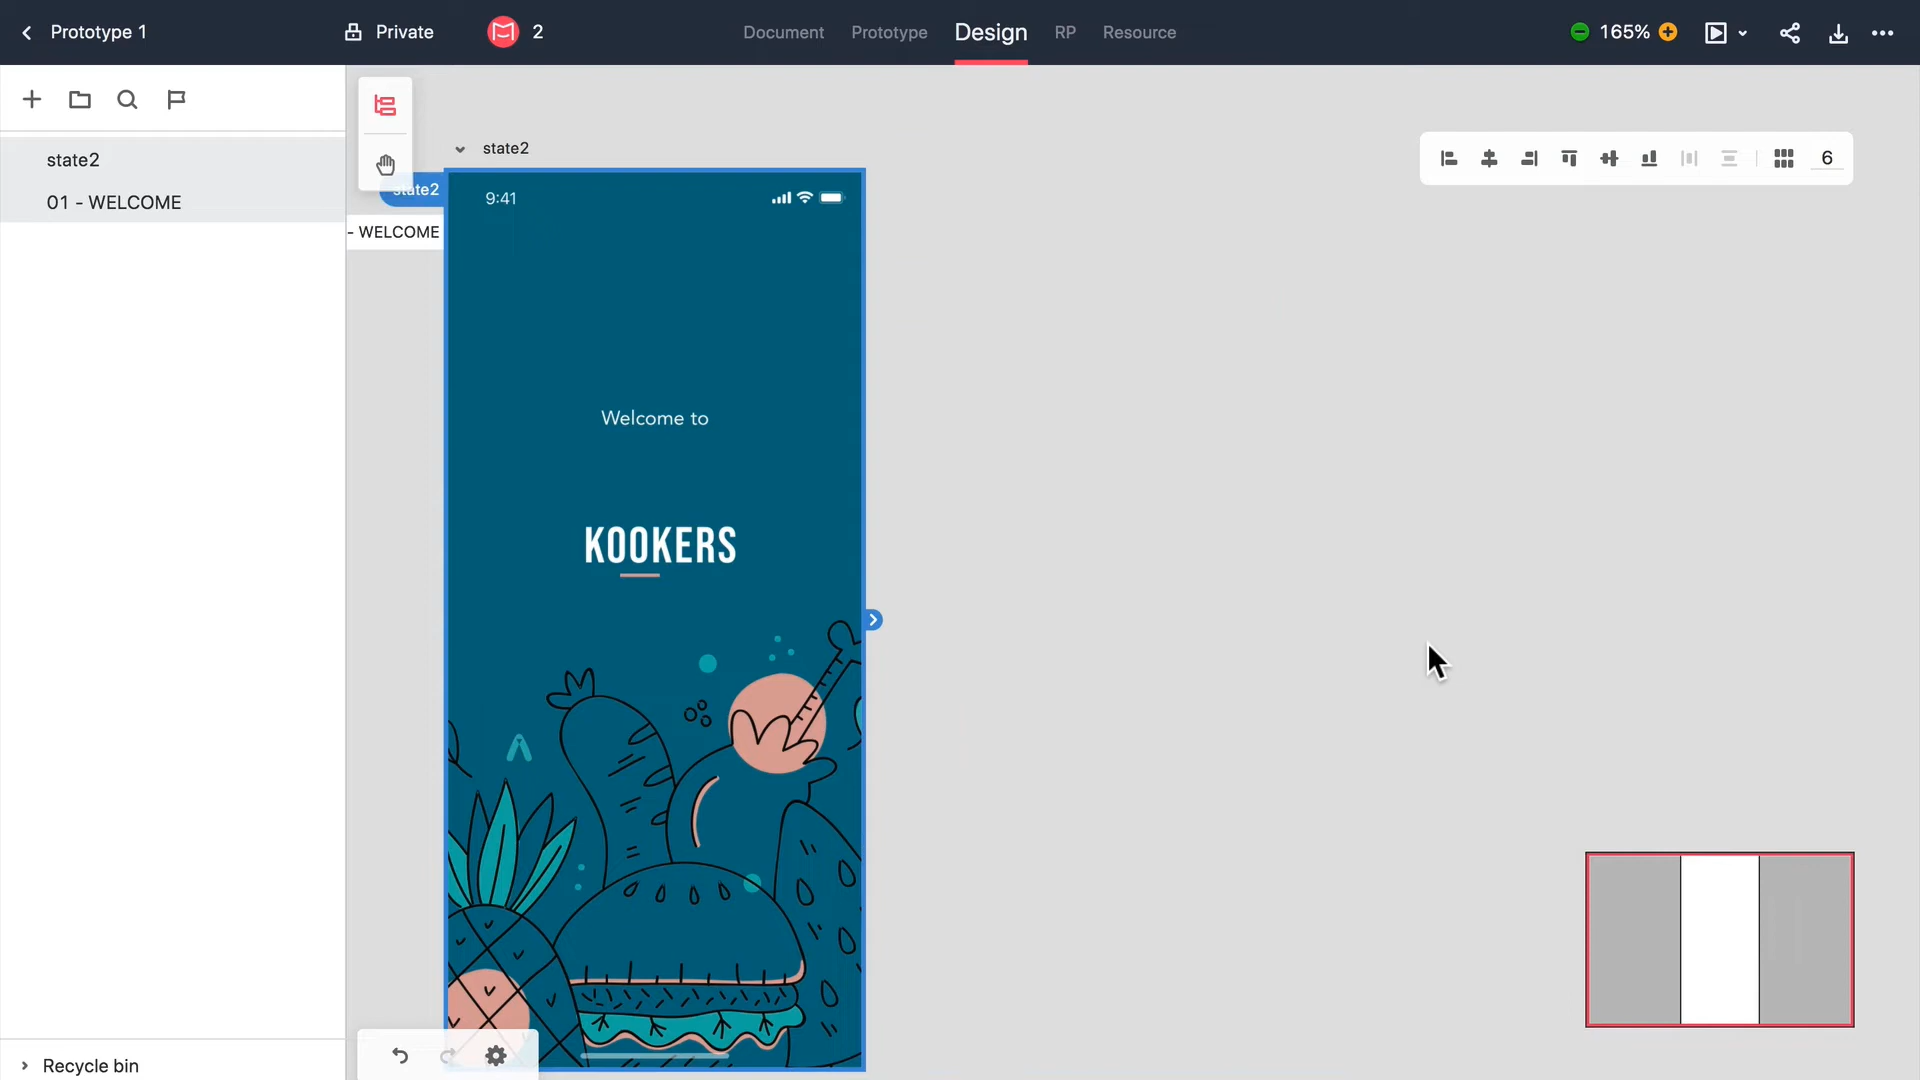 Prototype 1
Private
2
Document
Prototype
Design
RP
Resource
165%
state2
01 - WELCOME
state2
state2
- WELCOME
9:41
Welcome to
KOOKERS
6
Recycle bin